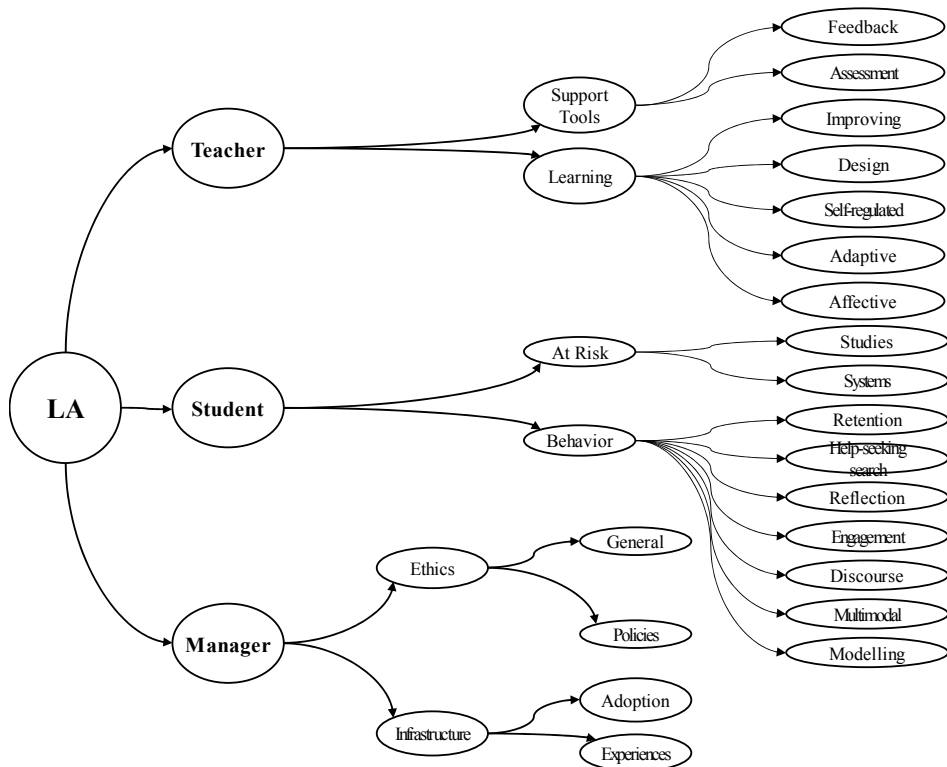 LA
Teacher
Support
Tools
Feedback
Assessment
Learning
Improving
Design
Self-regulated
Adaptive
Affective
Student
At Risk
Studies
Systems
Behavior
Retention
Help-seeking
search
Reflection
Engagement
Discourse
Multimodal
Modelling
Manager
Ethics
General
Policies
Infrastructure
Adoption
Experiences